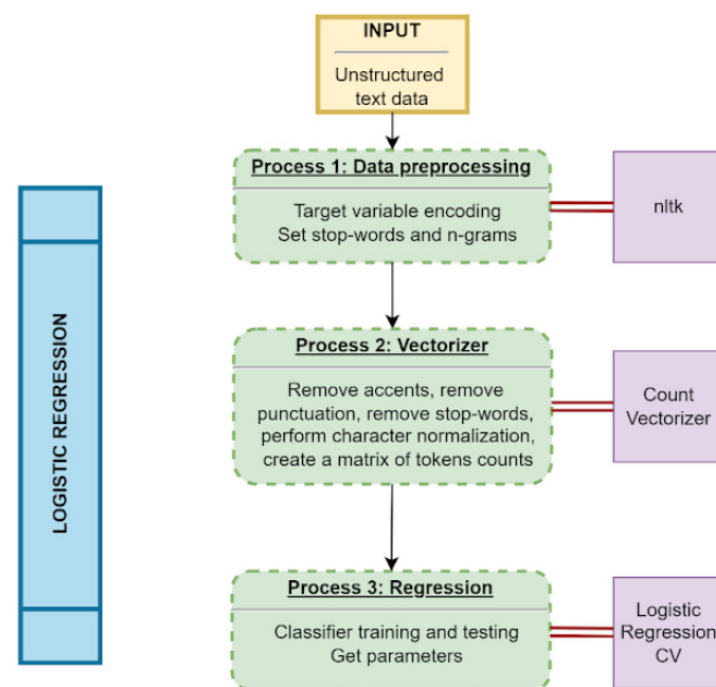 INPUT
Unstructured
text data
Process 1: Data preprocessing
Target variable encoding
Set stop-words and n-grams
nltk
LOGISTIC REGRESSION
Process 2: Vectorizer
Remove accents, remove
punctuation, remove stop-words,
perform character normalization,
create a matrix of tokens counts
Count
Vectorizer
Process 3: Regression
Classifier training and testing
Get parameters
Logistic
Regression
CV